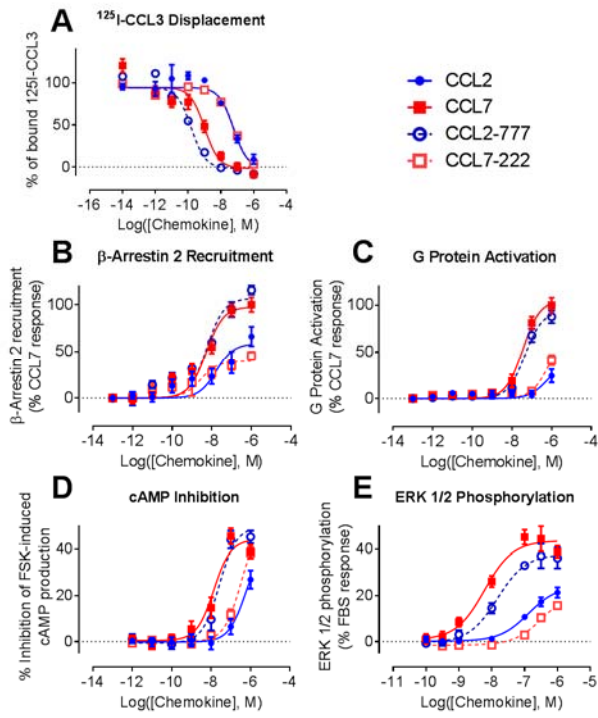 A
¹²⁵I-CCL3 Displacement
% of bound 125I-CCL3
100
50
0
-16 -14 -12 -10 -8 -6 -4
Log([Chemokine], M)
CCL2
CCL7
CCL2-777
CCL7-222
B
β-Arrestin 2 Recruitment
β-Arrestin 2 recruitment
(% CCL7 response)
100
50
0
-14 -12 -10 -8 -6 -4
Log([Chemokine], M)
C
G Protein Activation
G Protein Activation
(% CCL7 response)
100
50
0
-14 -12 -10 -8 -6 -4
Log([Chemokine], M)
D
cAMP Inhibition
% Inhibition of FSK-induced
cAMP production
40
20
0
-14 -12 -10 -8 -6 -4
Log([Chemokine], M)
E
ERK 1/2 Phosphorylation
ERK 1/2 phosphorylation
(% FBS response)
40
20
0
-10 -9 -8 -7 -6 -5
Log([Chemokine], M)